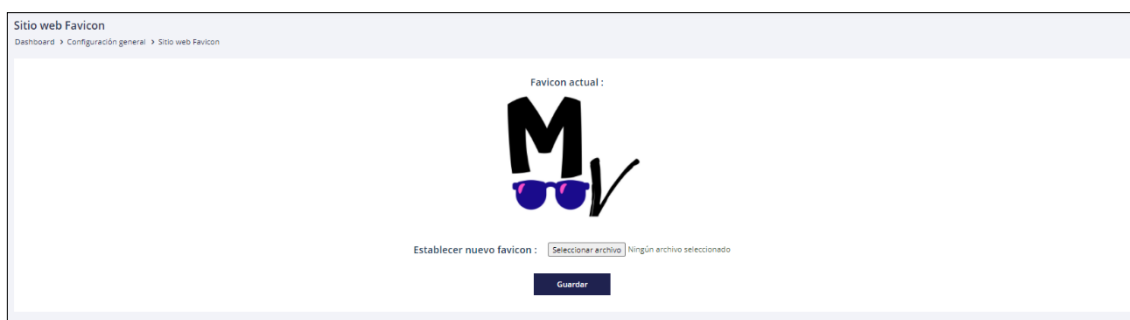 Sitio web Favicon
Dashboard > Configuración general > Sitio web Favicon
Favicon actual :
M
V
Establecer nuevo favicon : Seleccionar archivo Ningún archivo seleccionado
Guardar